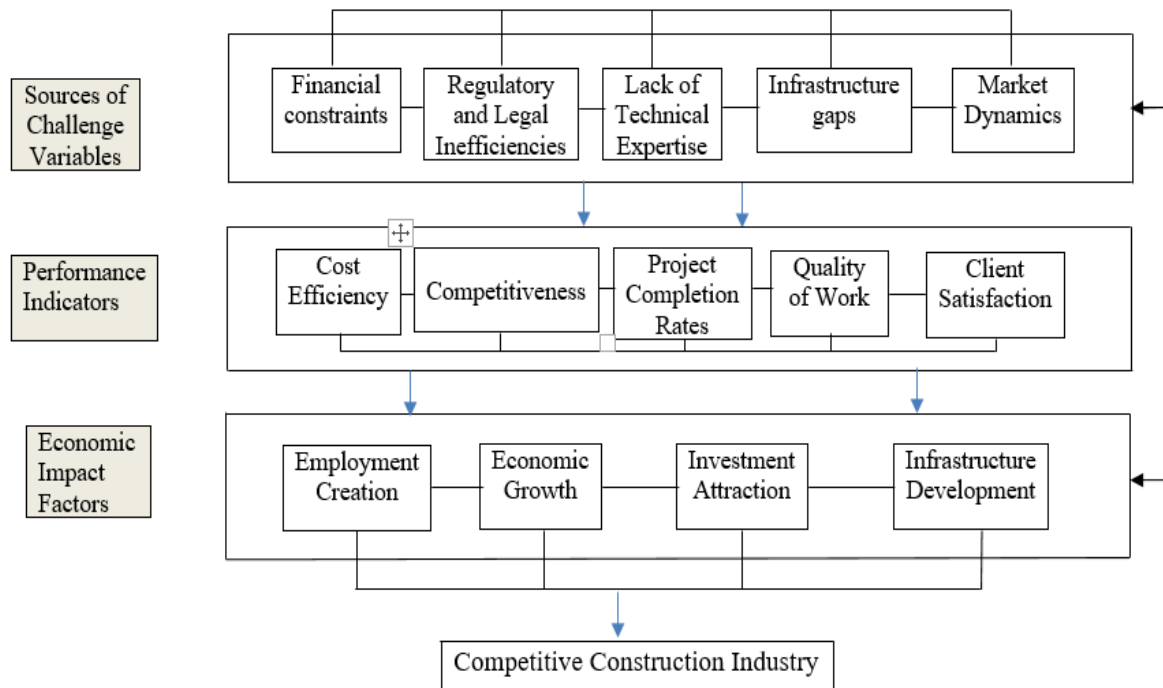 Sources of
Challenge
Variables
Financial
constraints
Regulatory
and Legal
Inefficiencies
Lack of
Technical
Expertise
Infrastructure
gaps
Market
Dynamics
Performance
Indicators
Cost
Efficiency
Competitiveness
Project
Completion
Rates
Quality
of Work
Client
Satisfaction
Economic
Impact
Factors
Employment
Creation
Economic
Growth
Investment
Attraction
Infrastructure
Development
Competitive Construction Industry